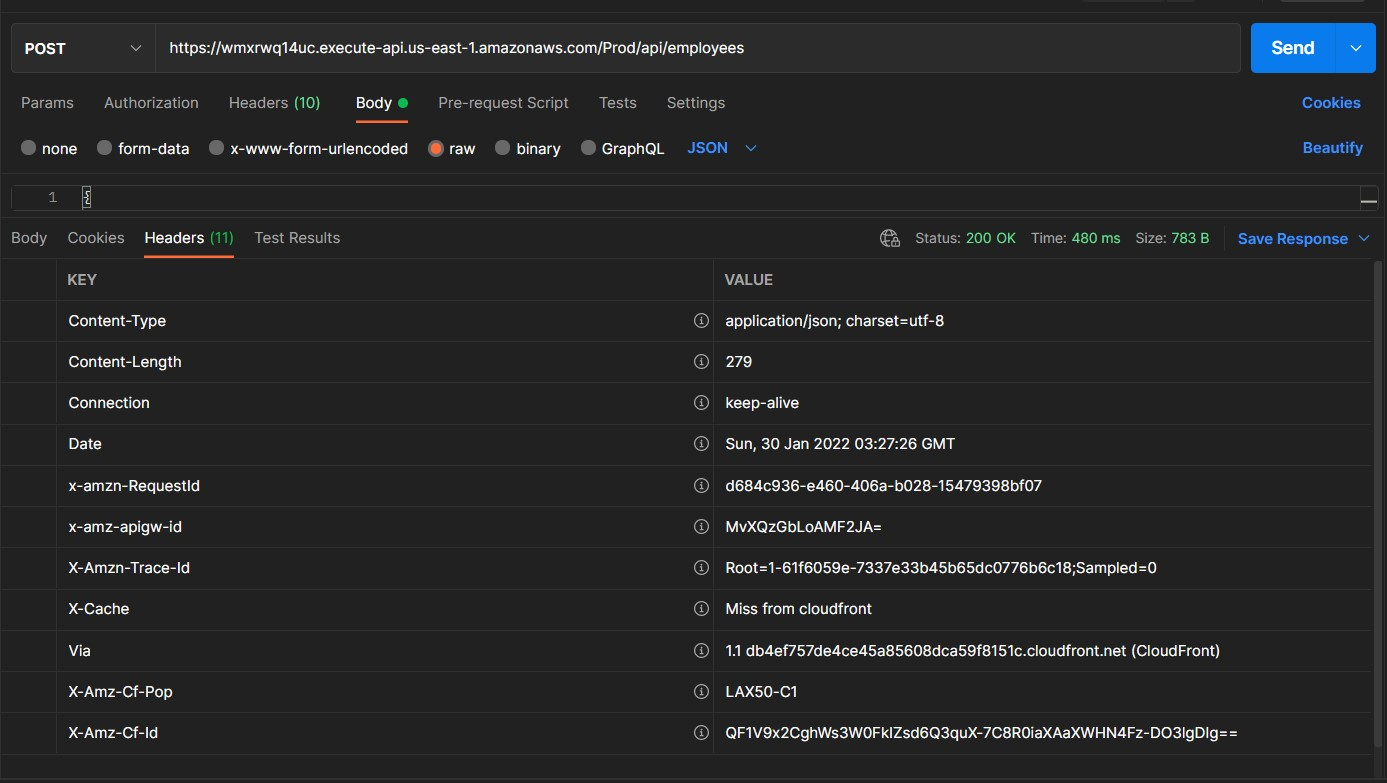 POST https://wmxrwq14uc.execute-api.us-east-1.amazonaws.com/Prod/api/employees Send
Params Authorization Headers (10) Body Pre-request Script Tests Settings Cookies
none form-data x-www-form-urlencoded raw binary GraphQL JSON Beautify
1 {
Body Cookies Headers (11) Test Results Status: 200 OK Time: 480 ms Size: 783 B Save Response
KEY VALUE
Content-Type application/json; charset=utf-8
Content-Length 279
Connection keep-alive
Date Sun, 30 Jan 2022 03:27:26 GMT
x-amzn-RequestId d684c936-e460-406a-b028-15479398bf07
x-amz-apigw-id MvXQzGbLoAMF2JA=
X-Amzn-Trace-Id Root=1-61f6059e-7337e33b45b65dc0776b6c18;Sampled=0
X-Cache Miss from cloudfront
Via 1.1 db4ef757de4ce45a85608dca59f8151c.cloudfront.net (CloudFront)
X-Amz-Cf-Pop LAX50-C1
X-Amz-Cf-Id QF1V9x2CghWs3W0FkIZsd6Q3quX-7C8R0iaXAaXWHN4Fz-DO3lgDlg==